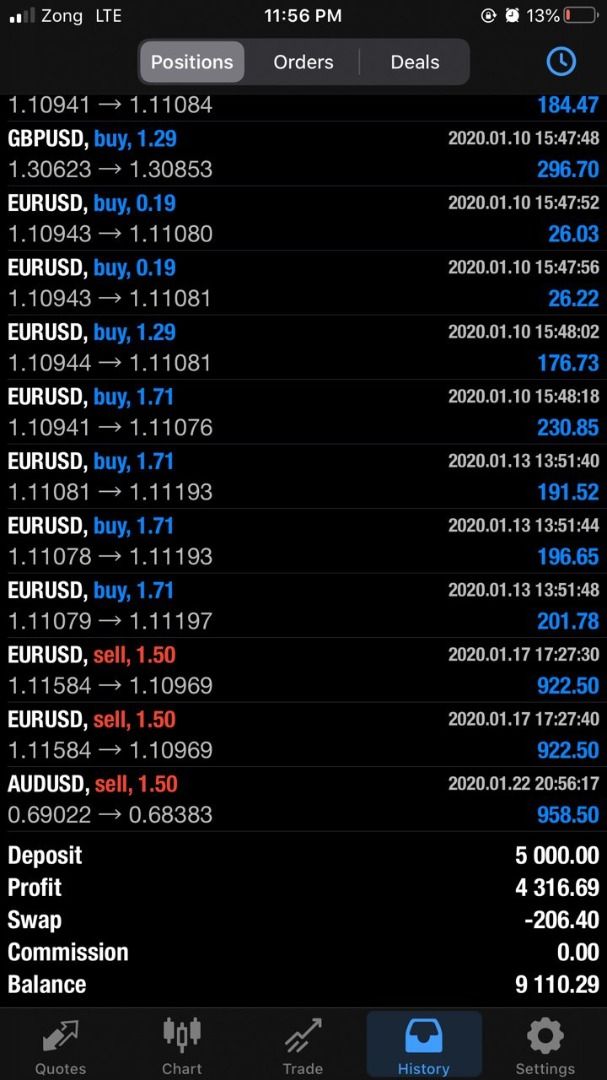 Zong LTE 11:56 PM 13%
Positions Orders Deals
1.10941 → 1.11084 184.47
GBPUSD, buy, 1.29 2020.01.10 15:47:48
1.30623 → 1.30853 296.70
EURUSD, buy, 0.19 2020.01.10 15:47:52
1.10943 → 1.11080 26.03
EURUSD, buy, 0.19 2020.01.10 15:47:56
1.10943 → 1.11081 26.22
EURUSD, buy, 1.29 2020.01.10 15:48:02
1.10944 → 1.11081 176.73
EURUSD, buy, 1.71 2020.01.10 15:48:18
1.10941 → 1.11076 230.85
EURUSD, buy, 1.71 2020.01.13 13:51:40
1.11081 → 1.11193 191.52
EURUSD, buy, 1.71 2020.01.13 13:51:44
1.11078 → 1.11193 196.65
EURUSD, buy, 1.71 2020.01.13 13:51:48
1.11079 → 1.11197 201.78
EURUSD, sell, 1.50 2020.01.17 17:27:30
1.11584 → 1.10969 922.50
EURUSD, sell, 1.50 2020.01.17 17:27:40
1.11584 → 1.10969 922.50
AUDUSD, sell, 1.50 2020.01.22 20:56:17
0.69022 → 0.68383 958.50
Deposit 5 000.00
Profit 4 316.69
Swap -206.40
Commission 0.00
Balance 9 110.29
Quotes Chart Trade History Settings